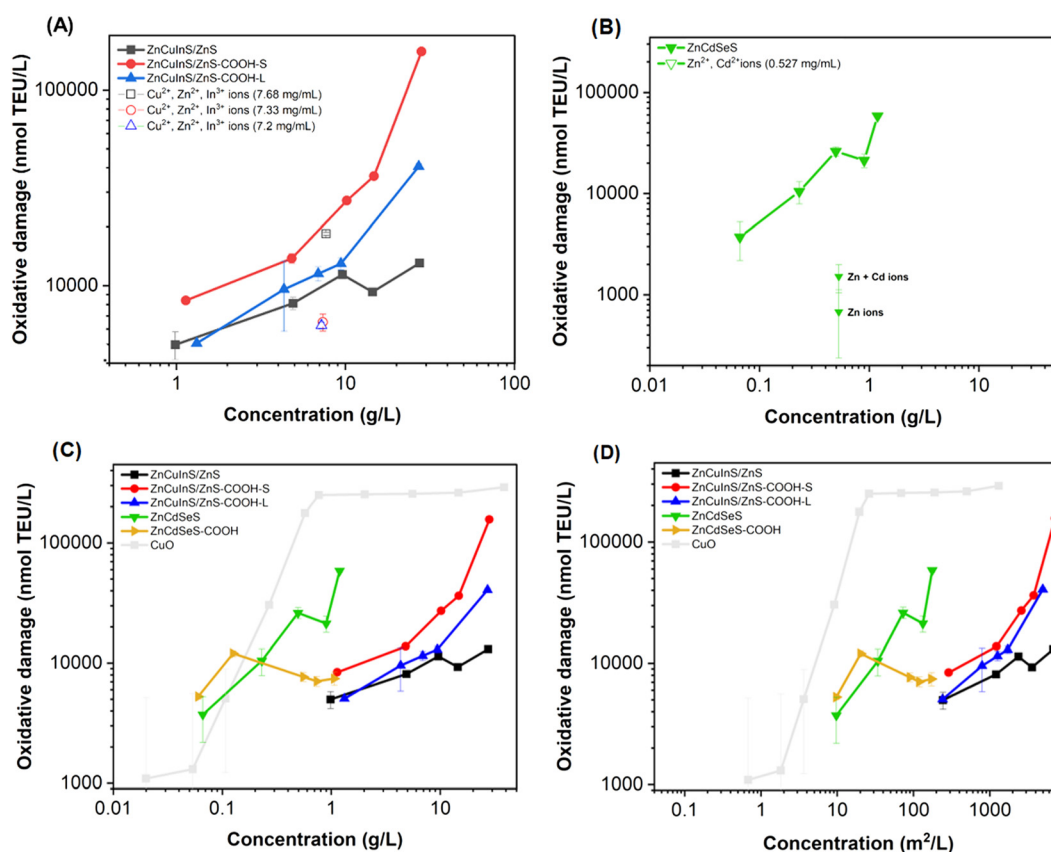 (A)
ZnCuInS/ZnS
ZnCuInS/ZnS-COOH-S
ZnCuInS/ZnS-COOH-L
Cu2+, Zn2+, In3+ ions (7.68 mg/mL)
Cu2+, Zn2+, In3+ ions (7.33 mg/mL)
Cu2+, Zn2+, In3+ ions (7.2 mg/mL)
100000
10000
1
10
100
Oxidative damage (nmol TEU/L)
Concentration (g/L)
(B)
ZnCdSeS
Zn2+, Cd2+ions (0.527 mg/mL)
100000
10000
1000
Zn + Cd ions
Zn ions
0.01
0.1
1
10
Oxidative damage (nmol TEU/L)
Concentration (g/L)
(C)
ZnCuInS/ZnS
ZnCuInS/ZnS-COOH-S
ZnCuInS/ZnS-COOH-L
ZnCdSeS
ZnCdSeS-COOH
CuO
100000
10000
1000
0.01
0.1
1
10
Oxidative damage (nmol TEU/L)
Concentration (g/L)
(D)
ZnCuInS/ZnS
ZnCuInS/ZnS-COOH-S
ZnCuInS/ZnS-COOH-L
ZnCdSeS
ZnCdSeS-COOH
CuO
100000
10000
1000
0.1
1
10
100
1000
Oxidative damage (nmol TEU/L)
Concentration (m2/L)